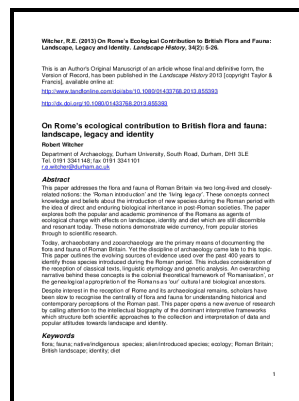 Witcher, R.E. (2013) On Rome's Ecological Contribution to British Flora and Fauna:
Landscape, Legacy and Identity. Landscape History, 34(2): 5-26.
This is an Author's Original Manuscript of an article whose final and definitive form, the
Version of Record, has been published in the Landscape History 2013 [copyright Taylor &
Francis], available online at:
http://www.tandfonline.com/doi/abs/10.1080/01433768.2013.855393
http://dx.doi.org/10.1080/01433768.2013.855393
On Rome's ecological contribution to British flora and fauna:
landscape, legacy and identity
Robert Witcher
Department of Archaeology, Durham University, South Road, Durham, DH1 3LE
Tel. 0191 3341148; fax 0191 3341101
r.e.witcher@durham.ac.uk
Abstract
This paper addresses the flora and fauna of Roman Britain via two long-lived and closely-
related notions: the 'Roman introduction' and the 'living legacy'. These concepts connect
knowledge and beliefs about the introduction of new species during the Roman period with
the idea of direct and enduring biological inheritance in post-Roman societies. The paper
explores both the popular and academic prominence of the Romans as agents of
ecological change with effects on landscape, identity and diet which are still discernible
and resonant today. These notions demonstrate wide currency, from popular stories
through to scientific research.
Today, archaeobotany and zooarchaeology are the primary means of documenting the
flora and fauna of Roman Britain. Yet the discipline of archaeology came late to this topic.
This paper outlines the evolving sources of evidence used over the past 400 years to
identify those species introduced during the Roman period. This includes consideration of
the reception of classical texts, linguistic etymology and genetic analysis. An overarching
narrative behind these concepts is the colonial theoretical framework of 'Romanisation', or
the genealogical appropriation of the Romans as 'our' cultural and biological ancestors.
Despite interest in the reception of Rome and its archaeological remains, scholars have
been slow to recognise the centrality of flora and fauna for understanding historical and
contemporary perceptions of the Roman past. This paper opens a new avenue of research
by calling attention to the intellectual biography of the dominant interpretive frameworks
which structure both scientific approaches to the collection and interpretation of data and
popular attitudes towards landscape and identity.
Keywords
flora; fauna; native/indigenous species; alien/introduced species; ecology; Roman Britain;
British landscape; identity; diet
1